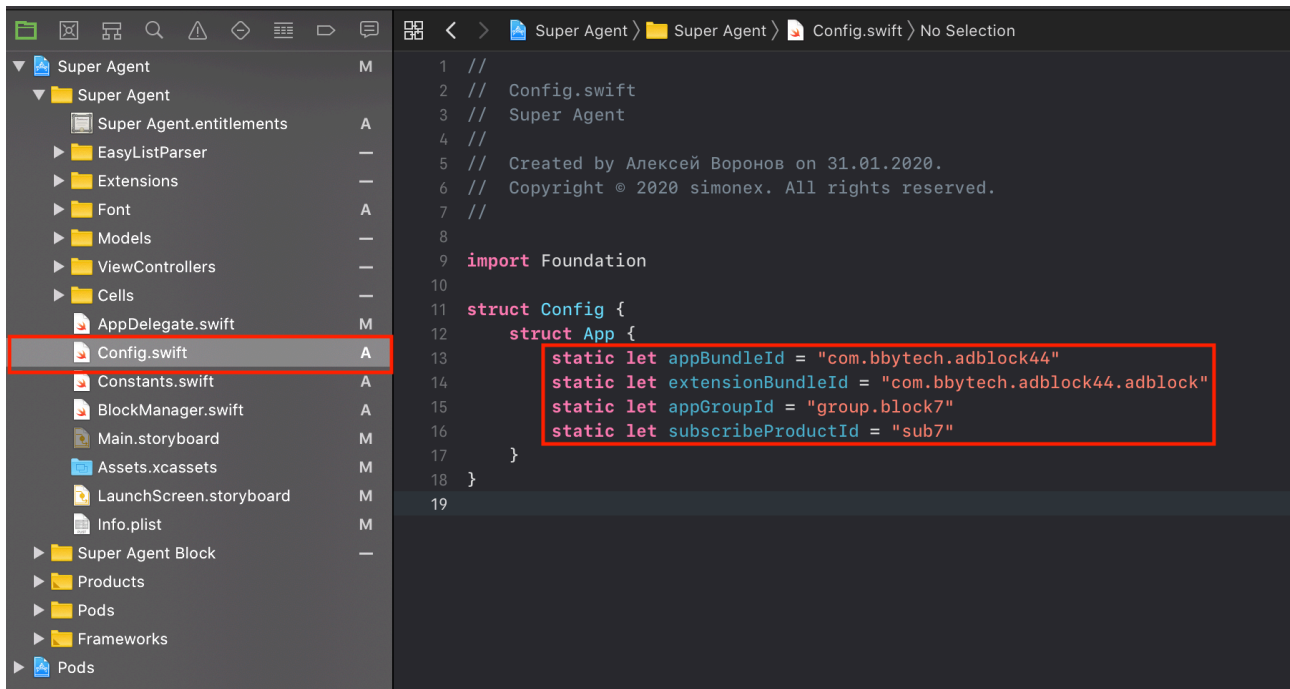 Super Agent M
Super Agent
Super Agent.entitlements A
EasyListParser —
Extensions —
Font A
Models —
ViewControllers —
Cells —
AppDelegate.swift M
Config.swift A
Constants.swift A
BlockManager.swift A
Main.storyboard M
Assets.xcassets M
LaunchScreen.storyboard M
Info.plist M
Super Agent Block —
Products
Pods
Frameworks
Pods
Super Agent 〉 Super Agent 〉 Config.swift 〉 No Selection
1 //
2 //  Config.swift
3 //  Super Agent
4 //
5 //  Created by Алексей Воронов on 31.01.2020.
6 //  Copyright © 2020 simonex. All rights reserved.
7 //
8
9 import Foundation
10
11 struct Config {
12     struct App {
13         static let appBundleId = "com.bbytech.adblock44"
14         static let extensionBundleId = "com.bbytech.adblock44.adblock"
15         static let appGroupId = "group.block7"
16         static let subscribeProductId = "sub7"
17     }
18 }
19